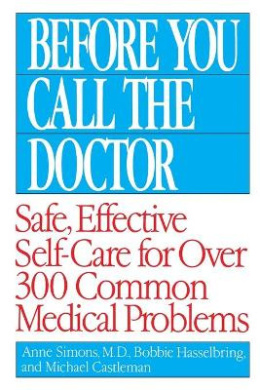 BEFORE YOU
CALL THE
DOCTOR
Safe, Effective
Self-Care for Over
300 Common
Medical Problems
Anne Simons, M.D., Bobbie Hasselbring,
and Michael Castleman